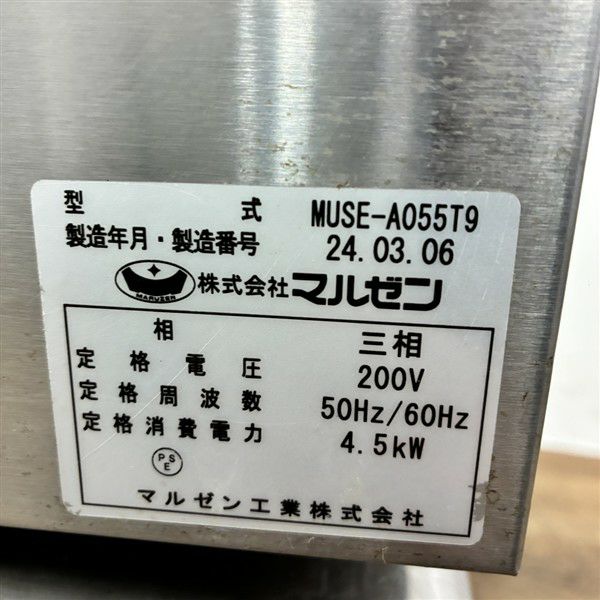 型式 MUSE-A055T9
製造年月・製造番号 24.03.06
MARUZEN 株式会社マルゼン
相 三相
定格電圧 200V
定格周波数 50Hz/60Hz
定格消費電力 4.5kW
PSE
マルゼン工業株式会社